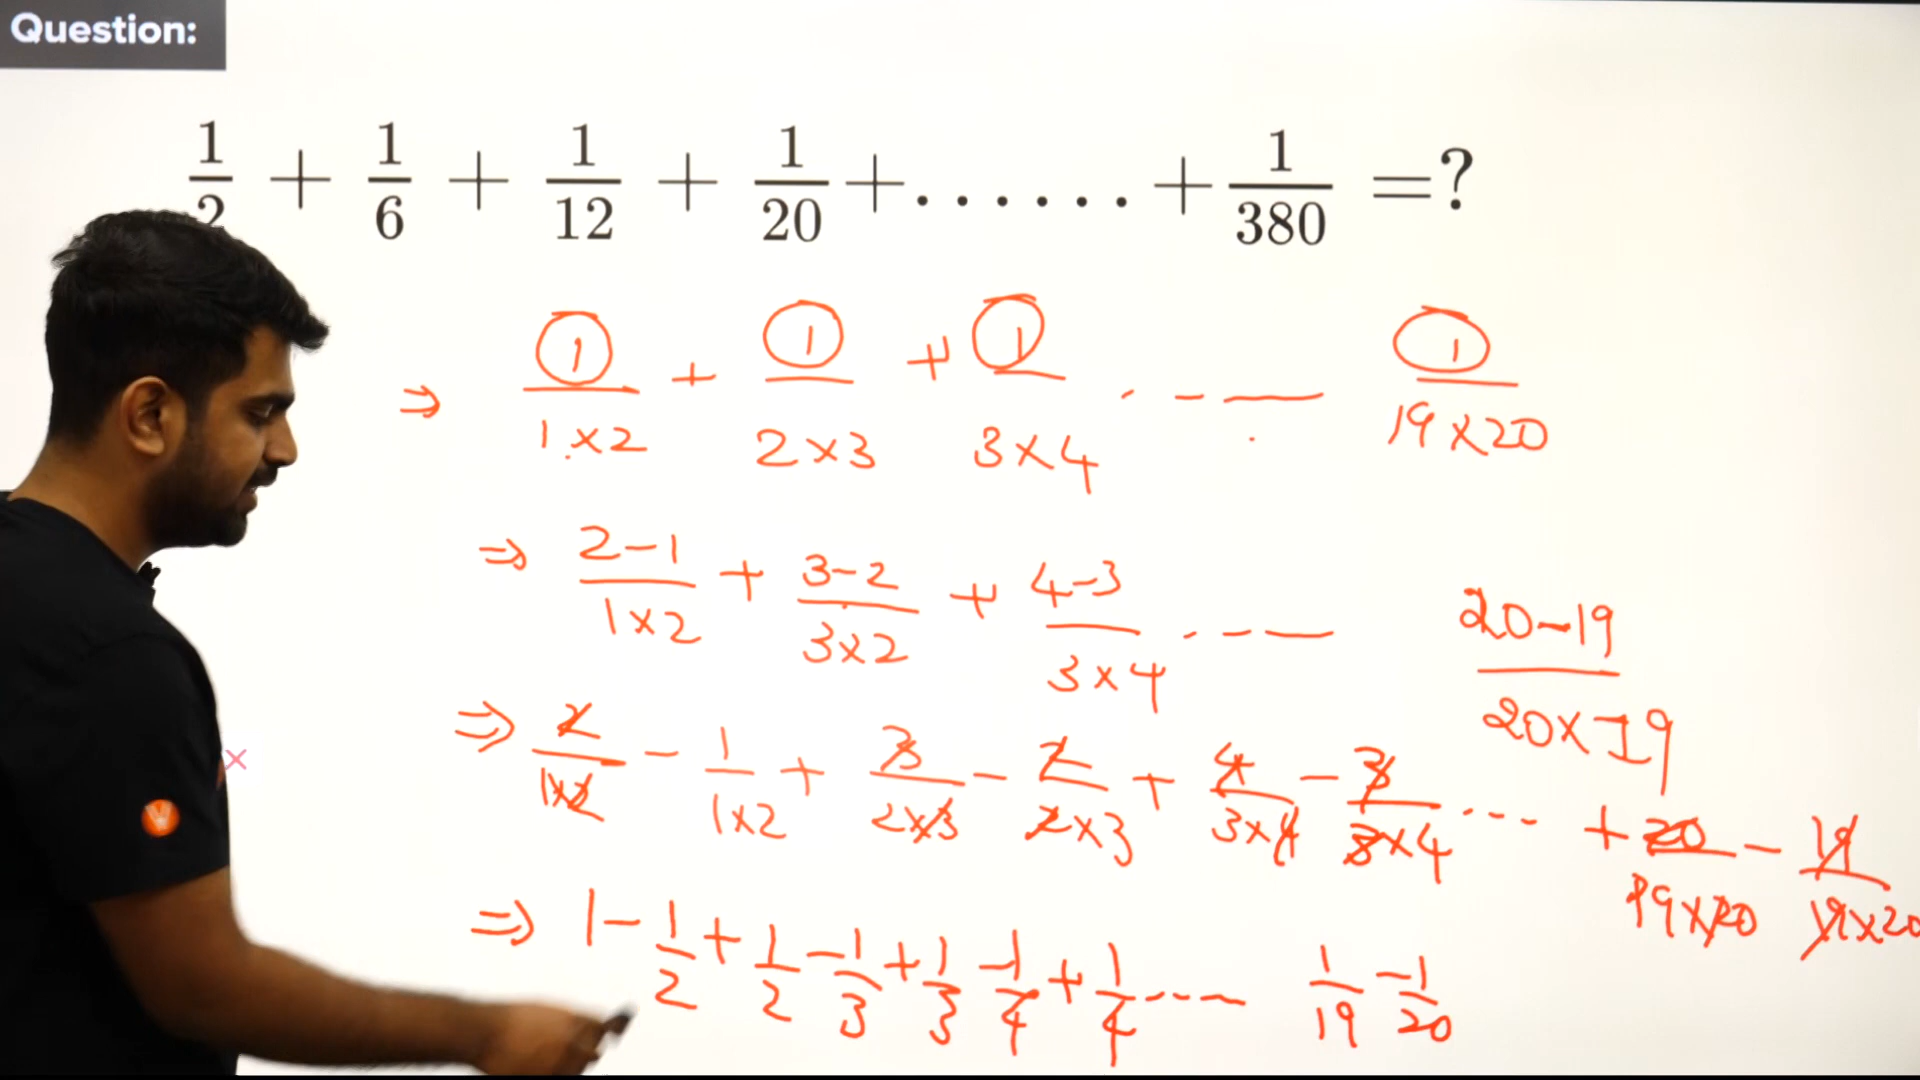 Question:
1/2 + 1/6 + 1/12 + 1/20 + ...... + 1/380 = ?
⇒ 1/(1×2) + 1/(2×3) + 1/(3×4) ---- 1/(19×20)
⇒ (2-1)/(1×2) + (3-2)/(3×2) + (4-3)/(3×4) ---- (20-19)/(20×19)
⇒ 2/(1×2) - 1/(1×2) + 3/(2×3) - 2/(2×3) + 4/(3×4) - 3/(3×4) ... + 20/(19×20) - 19/(19×20)
⇒ 1 - 1/2 + 1/2 - 1/3 + 1/3 - 1/4 + 1/4 ---- 1/19 - 1/20